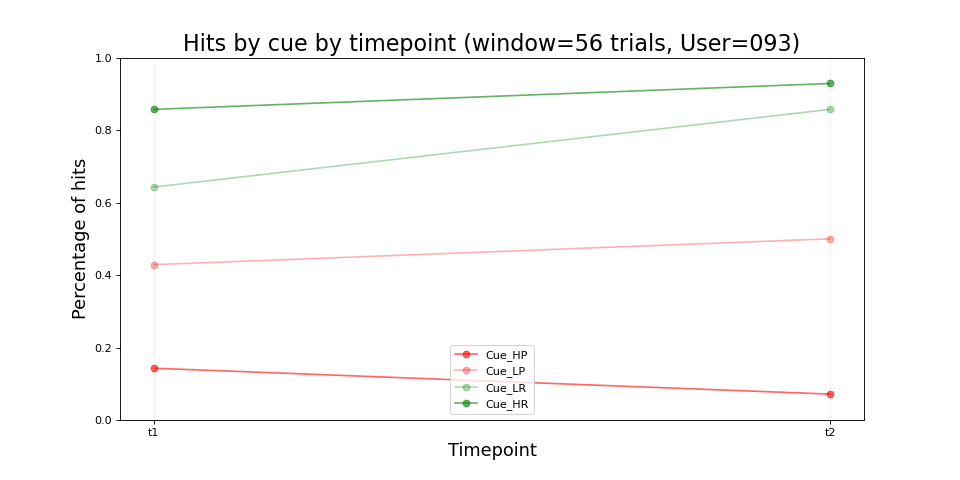 Hits by cue by timepoint (window=56 trials, User=093)
Percentage of hits
1.0
0.8
0.6
0.4
0.2
0.0
Cue_HP
Cue_LP
Cue_LR
Cue_HR
t1
t2
Timepoint